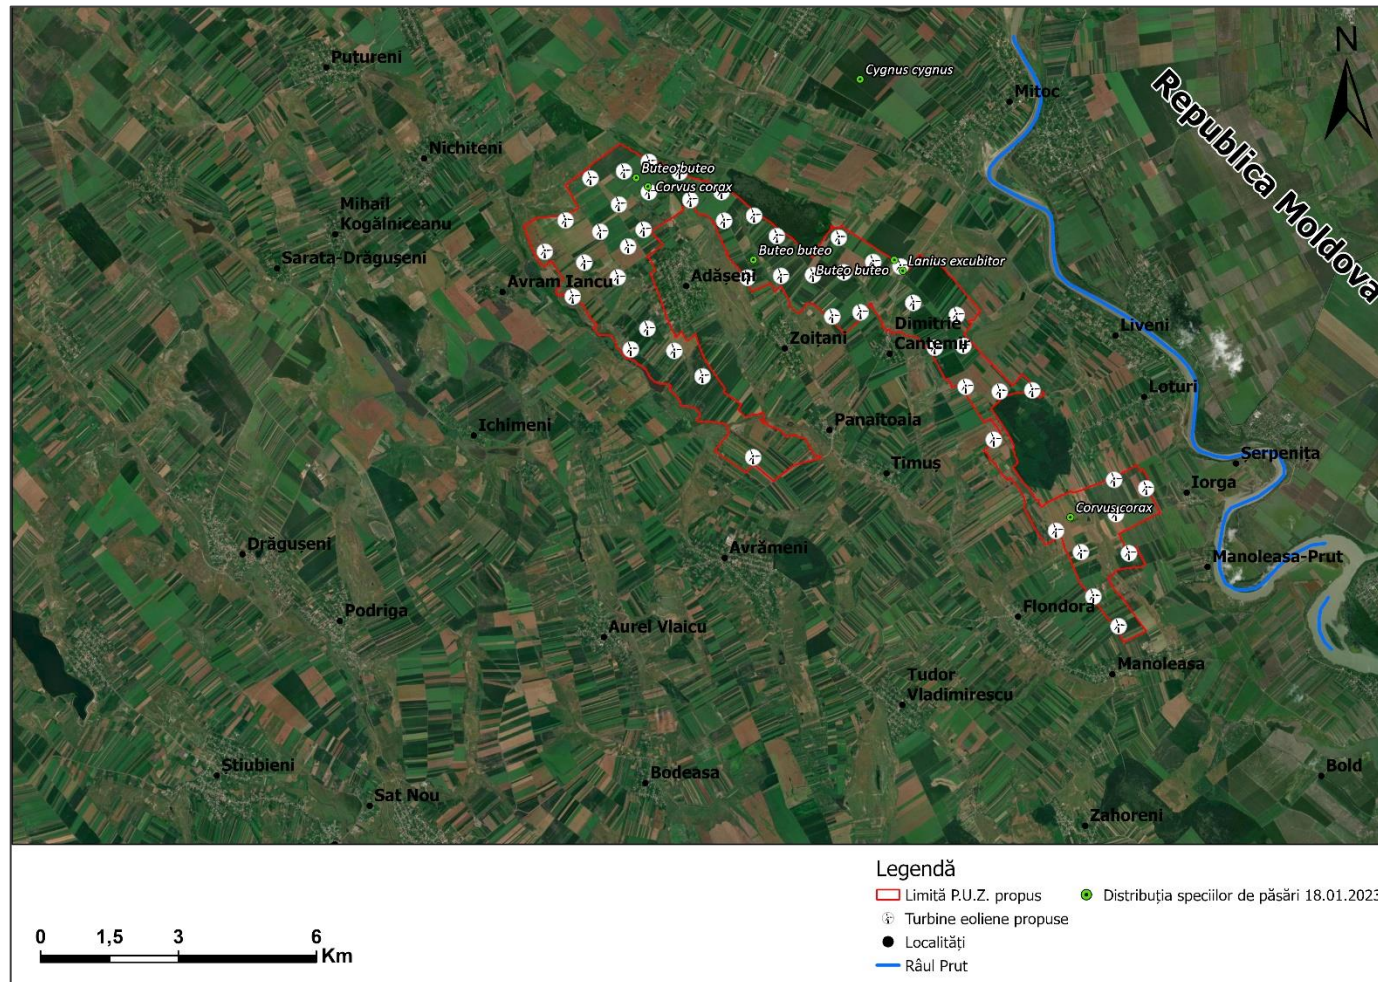 N
Republica Moldova
Cygnus cygnus
Puțureni
Mitoc
Nichiteni
Buteo buteo
Corvus corax
Mihail
Kogălniceanu
Sarata-Drăgușeni
Buteo buteo
Buteo buteo
Lanius excubitor
Avram Iancu
Adășeni
Zoițani
Dimitrie
Cantemir
Liveni
Loturi
Ichimeni
Panaitoaia
Timuș
Serpenița
Iorga
Corvus corax
Drăgușeni
Avrămeni
Manoleasa-Prut
Podriga
Aurel Vlaicu
Flondora
Manoleasa
Tudor
Vladimirescu
Știubieni
Sat Nou
Bodeasa
Bold
Zahoreni
Legendă
Limită P.U.Z. propus
Distribuția speciilor de păsări 18.01.2023
Turbine eoliene propuse
Localități
Râul Prut
0 1,5 3 6
Km